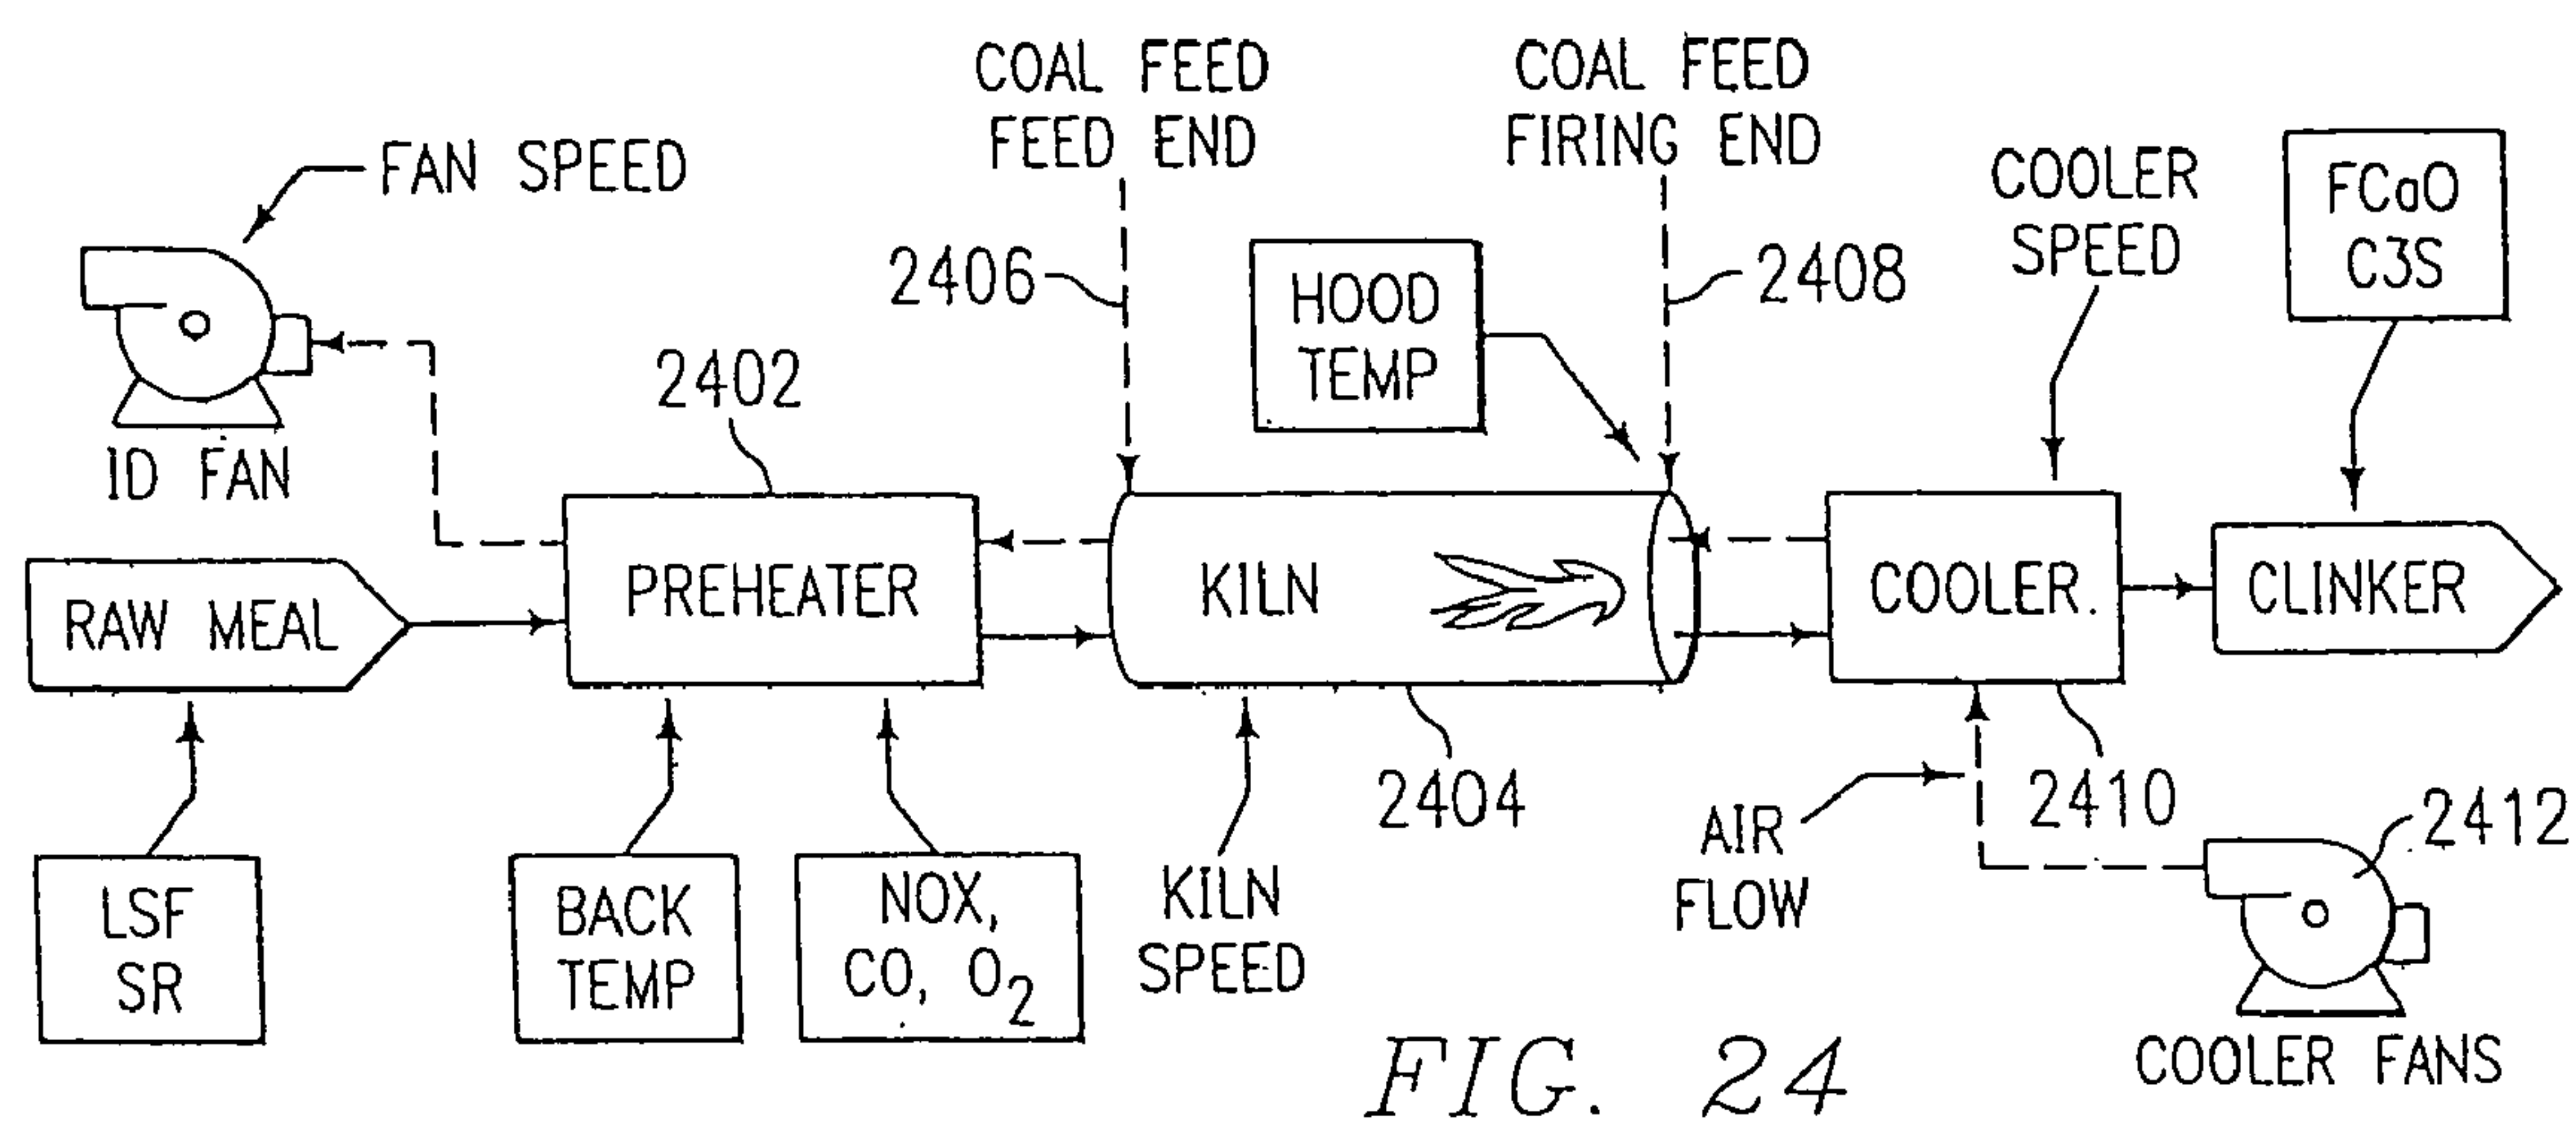 COAL FEED
FEED END
COAL FEED
FIRING END
FAN SPEED
COOLER
SPEED
FCaO
C3S
2406
HOOD
TEMP
2408
2402
ID FAN
RAW MEAL
PREHEATER
KILN
COOLER.
CLINKER
LSF
SR
BACK
TEMP
NOX,
CO, O2
KILN
SPEED
2404
AIR
FLOW
2410
2412
COOLER FANS
FIG. 24